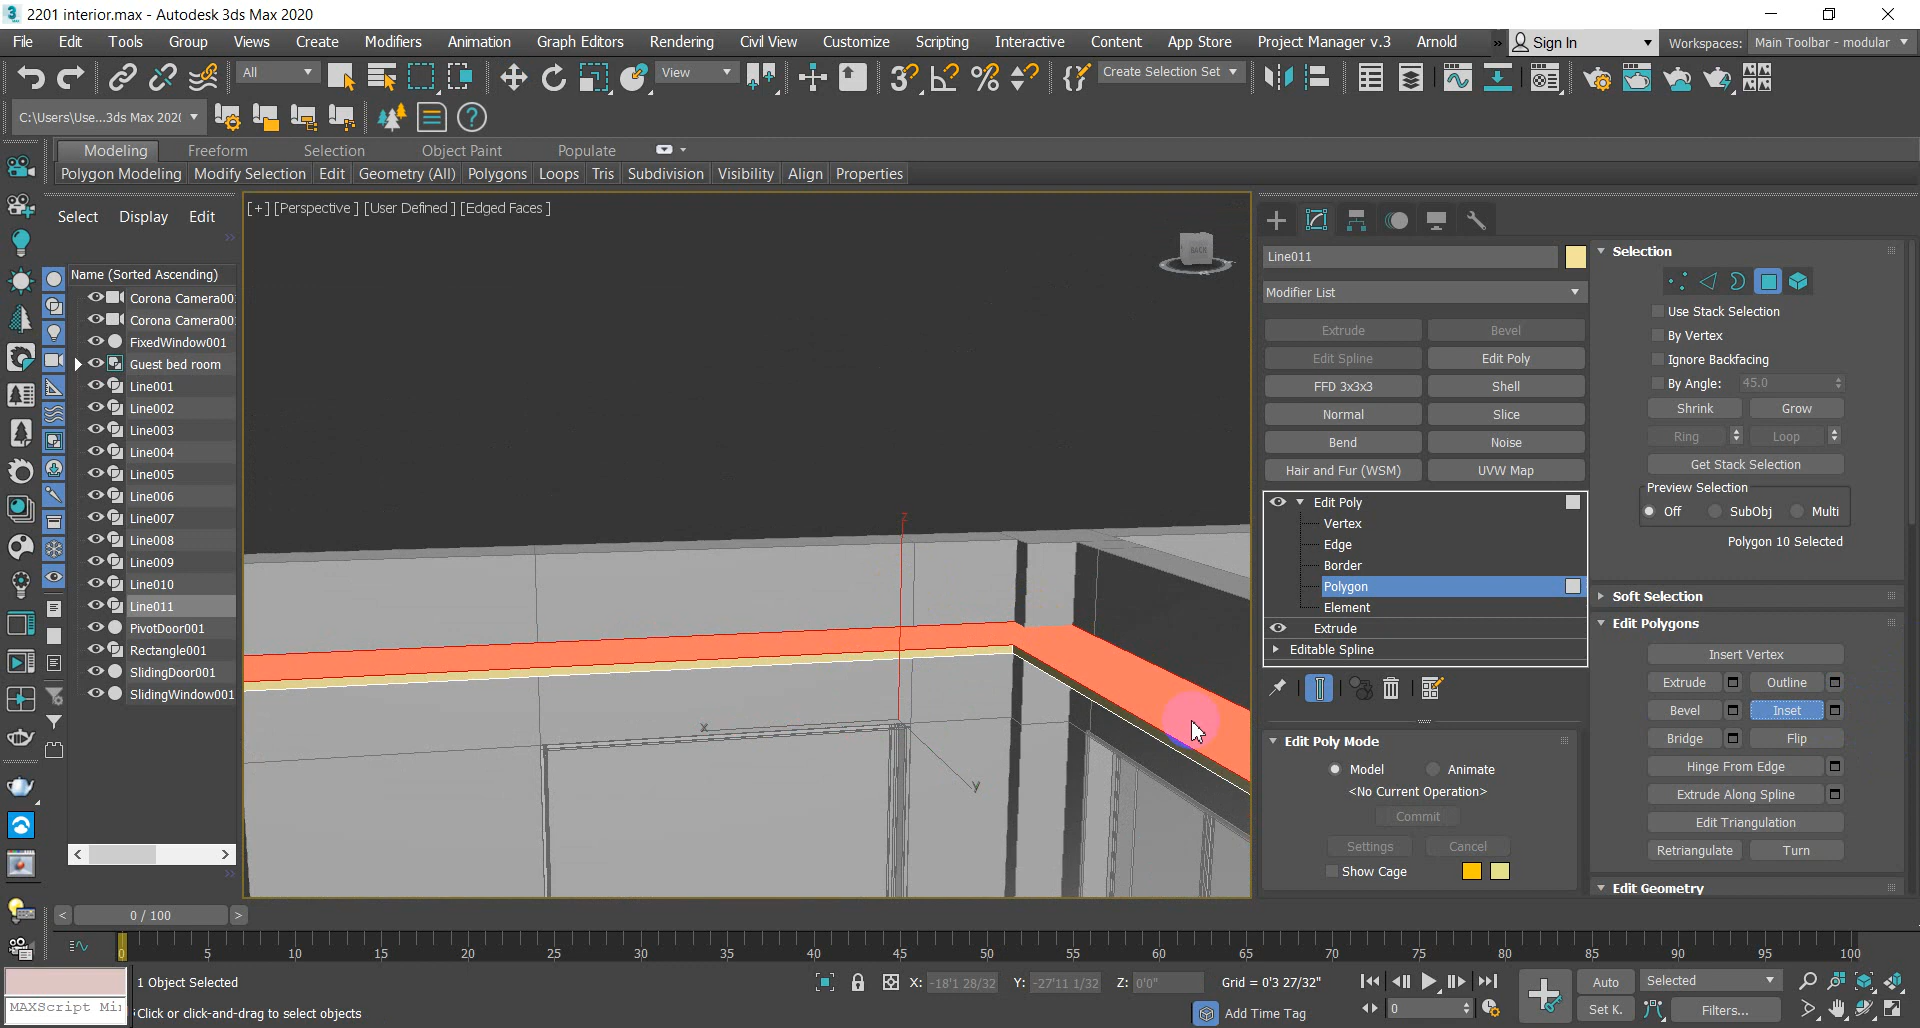 2201 interior.max - Autodesk 3ds Max 2020
File Edit Tools Group Views Create Modifiers Animation Graph Editors Rendering Civil View Customize Scripting Interactive Content App Store Project Manager v.3 Arnold » Sign In Workspaces: Main Toolbar - modular
All View Create Selection Set
C:\Users\Use...3ds Max 202(
Modeling Freeform Selection Object Paint Populate
Polygon Modeling Modify Selection Edit Geometry (All) Polygons Loops Tris Subdivision Visibility Align Properties
Select Display Edit
Name (Sorted Ascending)
Corona Camera00
Corona Camera00
FixedWindow001
Guest bed room
Line001
Line002
Line003
Line004
Line005
Line006
Line007
Line008
Line009
Line010
Line011
PivotDoor001
Rectangle001
SlidingDoor001
SlidingWindow001
[+] [Perspective ] [User Defined ] [Edged Faces ]
BACK
z
x
y
Line011
Modifier List
Extrude Bevel
Edit Spline Edit Poly
FFD 3x3x3 Shell
Normal Slice
Bend Noise
Hair and Fur (WSM) UVW Map
Edit Poly
Vertex
Edge
Border
Polygon
Element
Extrude
Editable Spline
Edit Poly Mode
Model Animate
<No Current Operation>
Commit
Settings Cancel
Show Cage
Selection
Use Stack Selection
By Vertex
Ignore Backfacing
By Angle: 45.0
Shrink Grow
Ring Loop
Get Stack Selection
Preview Selection
Off SubObj Multi
Polygon 10 Selected
Soft Selection
Edit Polygons
Insert Vertex
Extrude Outline
Bevel Inset
Bridge Flip
Hinge From Edge
Extrude Along Spline
Edit Triangulation
Retriangulate Turn
Edit Geometry
< 0 / 100 >
0 5 10 15 20 25 30 35 40 45 50 55 60 65 70 75 80 85 90 95 100
1 Object Selected X: -18'1 28/32 Y: -27'11 1/32 Z: 0'0" Grid = 0'3 27/32" Auto Selected
MAXScript Mi Click or click-and-drag to select objects Add Time Tag 0 Set K. Filters...